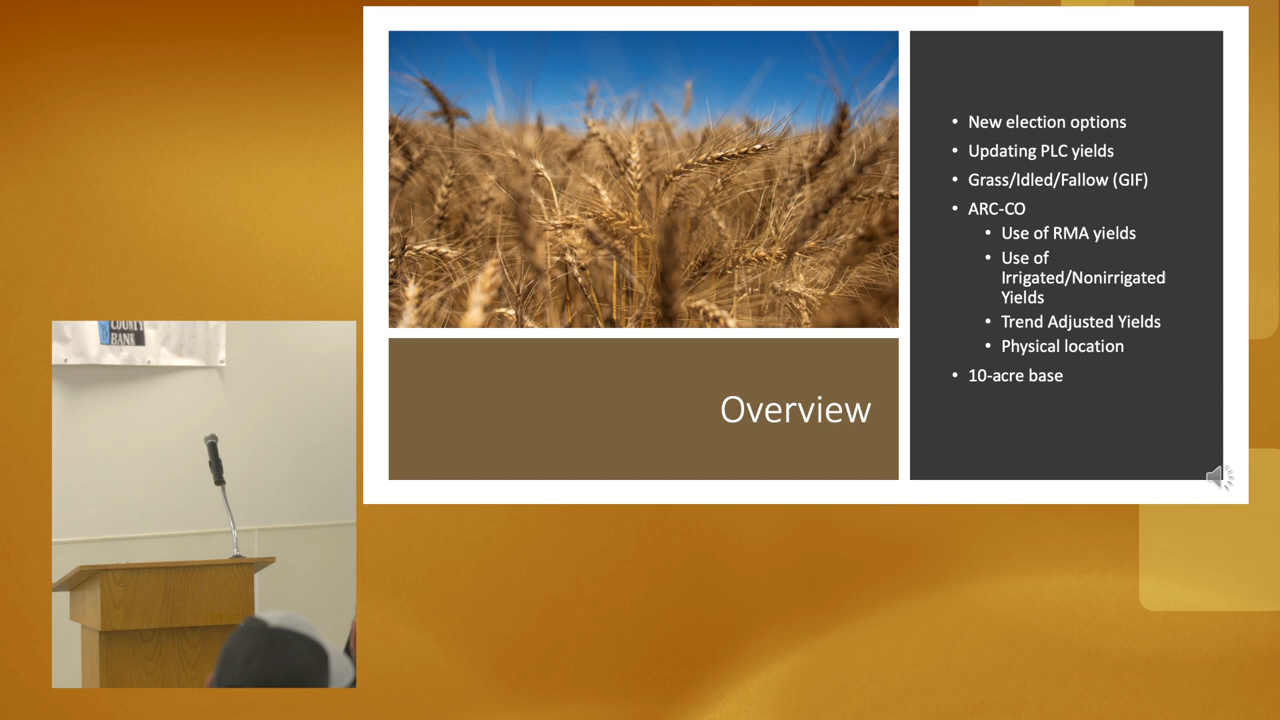 COUNTY
BANK
Overview
• New election options
• Updating PLC yields
• Grass/Idled/Fallow (GIF)
• ARC-CO
• Use of RMA yields
• Use of
Irrigated/Nonirrigated
Yields
• Trend Adjusted Yields
• Physical location
• 10-acre base